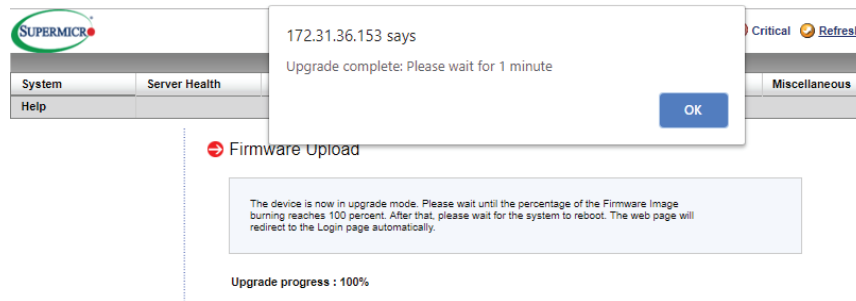 SUPERMICRO
172.31.36.153 says
Upgrade complete: Please wait for 1 minute
OK
Critical Refresh
System Server Health Miscellaneous
Help
Firmware Upload
The device is now in upgrade mode. Please wait until the percentage of the Firmware Image
burning reaches 100 percent. After that, please wait for the system to reboot. The web page will
redirect to the Login page automatically.
Upgrade progress : 100%